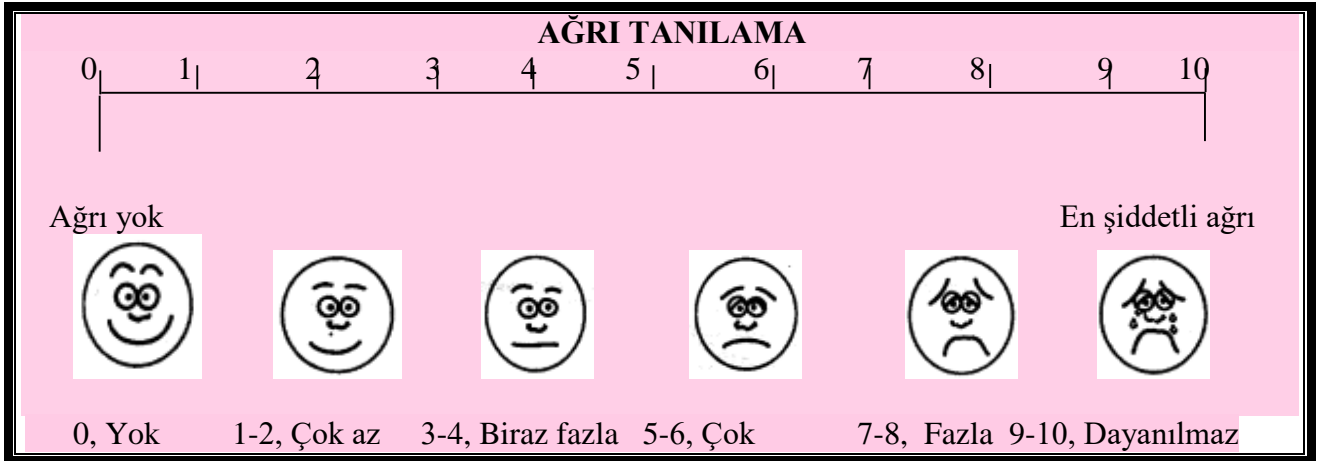 AĞRI TANILAMA
0 1 2 3 4 5 6 7 8 9 10
Ağrı yok En şiddetli ağrı
0, Yok 1-2, Çok az 3-4, Biraz fazla 5-6, Çok 7-8, Fazla 9-10, Dayanılmaz